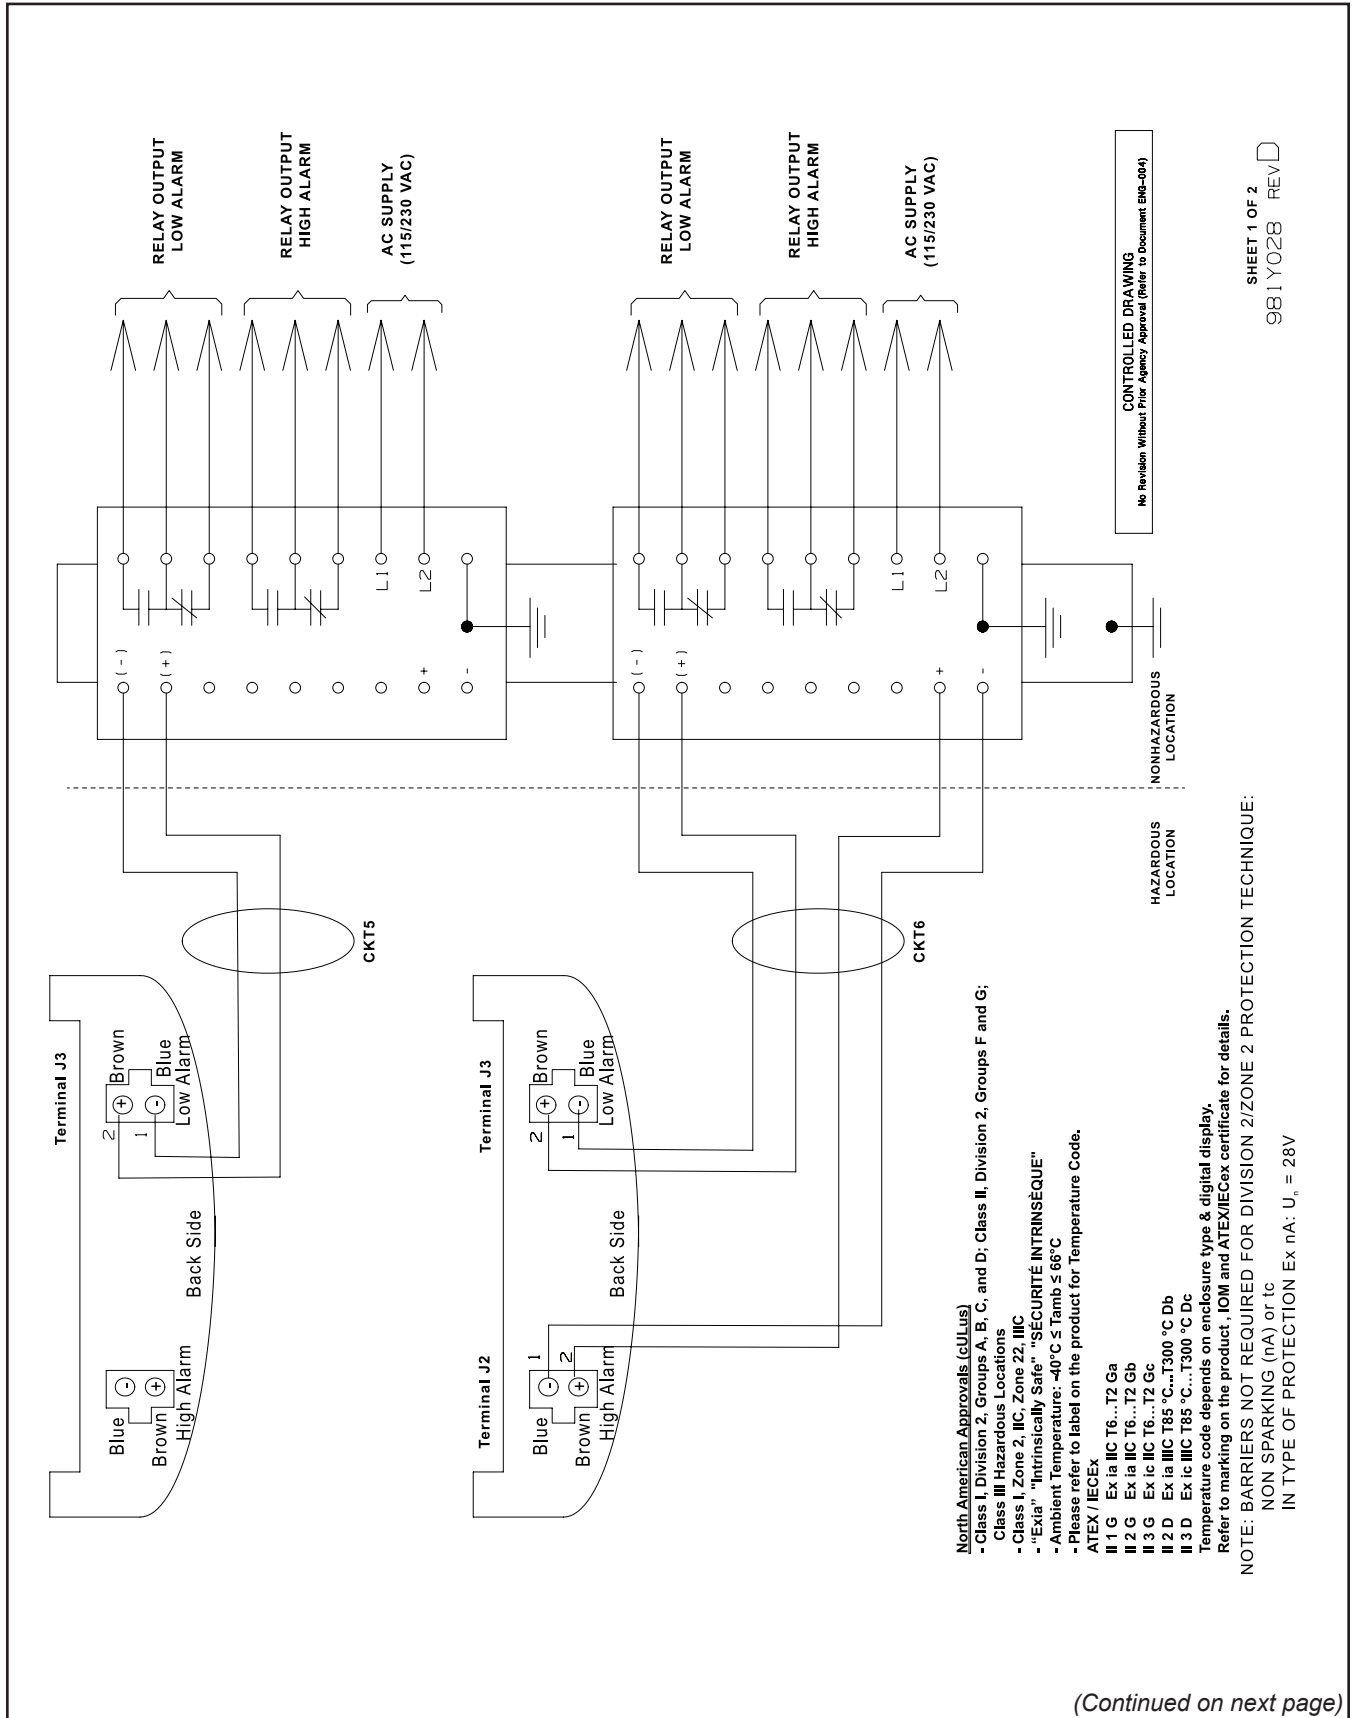 RELAY OUTPUT
LOW ALARM
RELAY OUTPUT
HIGH ALARM
AC SUPPLY
(115/230 VAC)
RELAY OUTPUT
LOW ALARM
RELAY OUTPUT
HIGH ALARM
AC SUPPLY
(115/230 VAC)
L1
L2
(-)
(+)
+
-
L1
L2
(-)
(+)
+
-
NONHAZARDOUS
LOCATION
HAZARDOUS
LOCATION
CKT5
CKT6
Terminal J3
Brown
+
-
2
1
Blue
Low Alarm
Back Side
Blue
-
+
Brown
High Alarm
Terminal J3
Brown
+
-
2
1
Blue
Low Alarm
Back Side
Terminal J2
1
2
Blue
-
+
Brown
High Alarm
CONTROLLED DRAWING
No Revision Without Prior Agency Approval (Refer to Document ENG-004)
SHEET 1 OF 2
981Y028 REV D
North American Approvals (cULus)
- Class I, Division 2, Groups A, B, C, and D; Class II, Division 2, Groups F and G;
Class III Hazardous Locations
- Class I, Zone 2, IIC, Zone 22, IIIC
- "Exia" "Intrinsically Safe" "SÉCURITÉ INTRINSÈQUE"
- Ambient Temperature: -40°C ≤ Tamb ≤ 66°C
- Please refer to label on the product for Temperature Code.
ATEX / IECEx
II 1 G Ex ia IIC T6...T2 Ga
II 2 G Ex ia IIC T6...T2 Gb
II 3 G Ex ic IIC T6...T2 Gc
II 2 D Ex ia IIIC T85 °C...T300 °C Db
II 3 D Ex ic IIIC T85 °C...T300 °C Dc
Temperature code depends on enclosure type & digital display.
Refer to marking on the product , IOM and ATEX/IECex certificate for details.
NOTE: BARRIERS NOT REQUIRED FOR DIVISION 2/ZONE 2 PROTECTION TECHNIQUE:
NON SPARKING (nA) or tc
IN TYPE OF PROTECTION Ex nA: Uₙ = 28V
(Continued on next page)